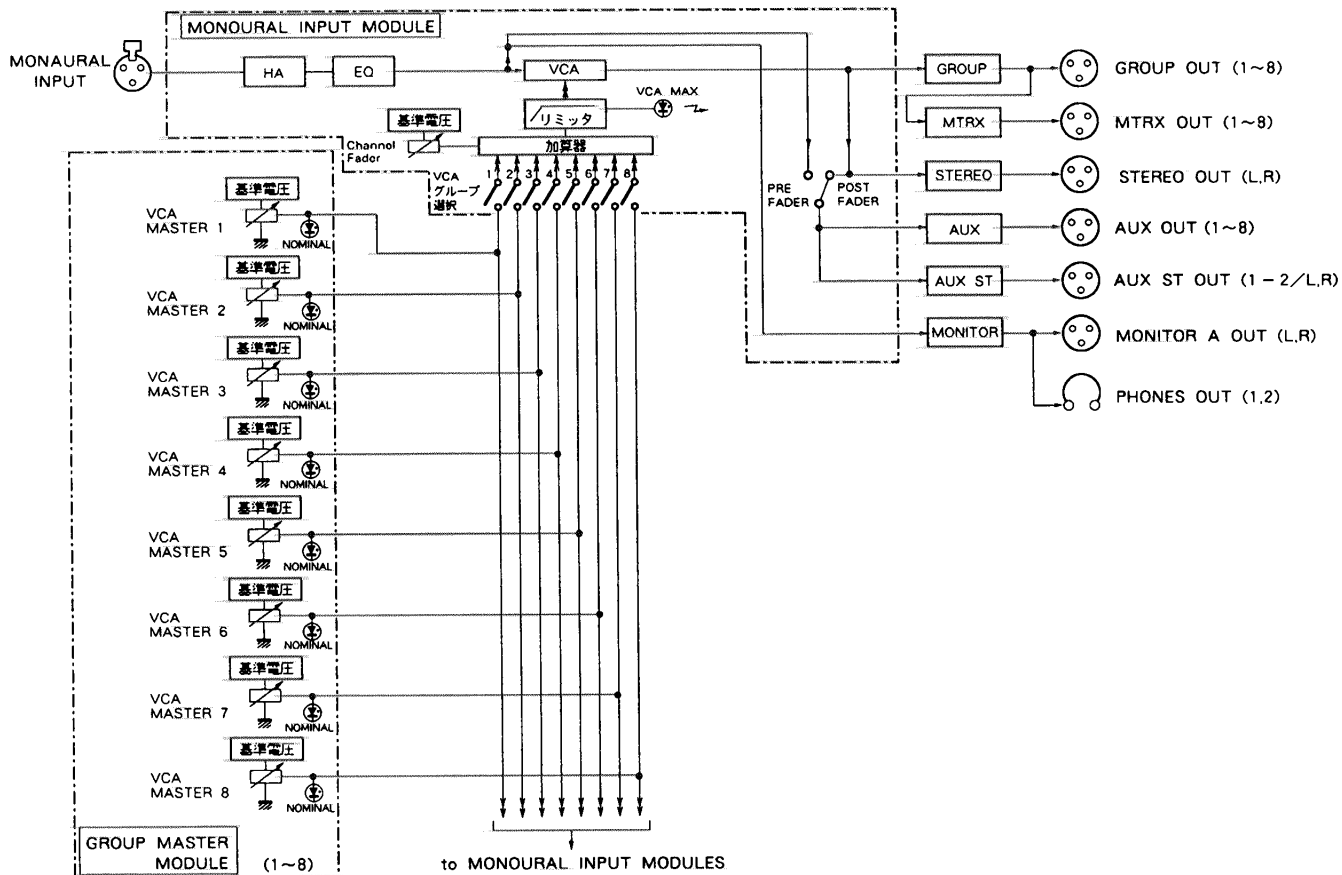 MONOURAL INPUT MODULE
MONAURAL
INPUT
HA
EQ
VCA
GROUP
GROUP OUT (1~8)
リミッタ
VCA MAX
MTRX
MTRX OUT (1~8)
基準電圧
Channel
Fader
加算器
VCA
グループ
選択
1
2
3
4
5
6
7
8
PRE
FADER
POST
FADER
STEREO
STEREO OUT (L,R)
AUX
AUX OUT (1~8)
AUX ST
AUX ST OUT (1-2/L,R)
MONITOR
MONITOR A OUT (L,R)
PHONES OUT (1,2)
基準電圧
VCA
MASTER 1
NOMINAL
基準電圧
VCA
MASTER 2
NOMINAL
基準電圧
VCA
MASTER 3
NOMINAL
基準電圧
VCA
MASTER 4
NOMINAL
基準電圧
VCA
MASTER 5
NOMINAL
基準電圧
VCA
MASTER 6
NOMINAL
基準電圧
VCA
MASTER 7
NOMINAL
基準電圧
VCA
MASTER 8
NOMINAL
GROUP MASTER
MODULE
(1~8)
to MONOURAL INPUT MODULES